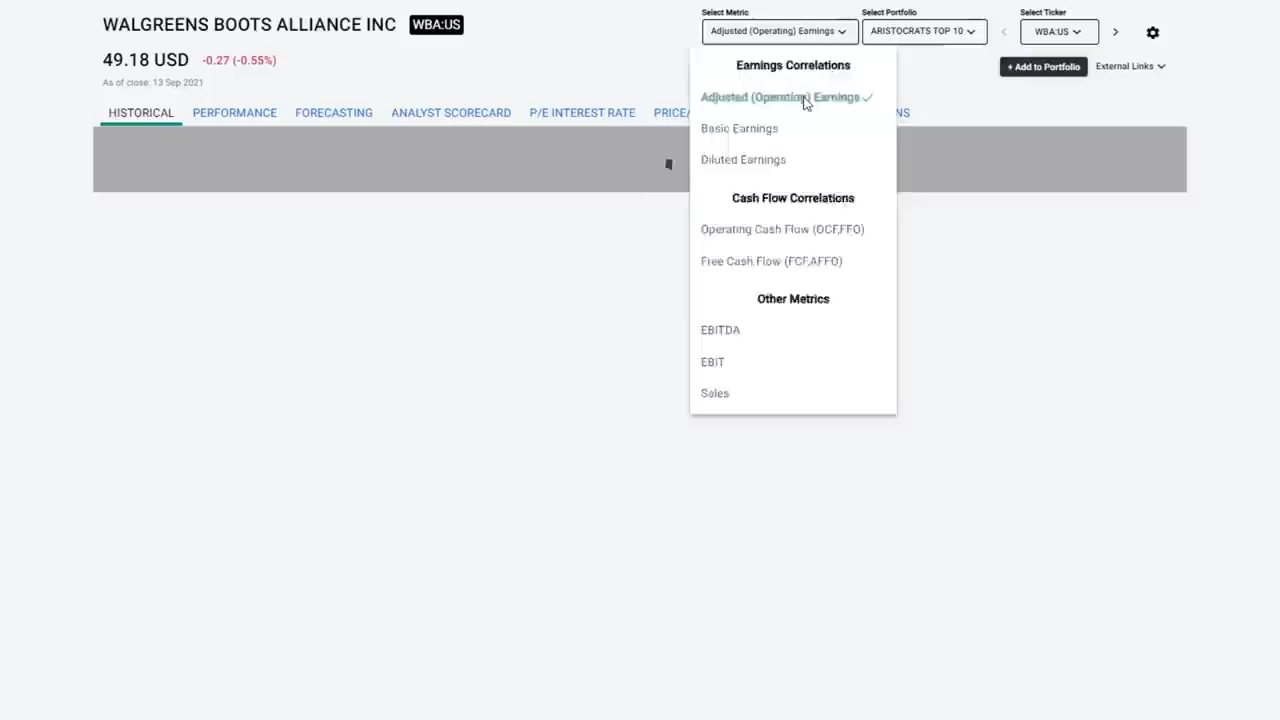 WALGREENS BOOTS ALLIANCE INC WBA:US
49.18 USD -0.27 (-0.55%)
As of close: 13 Sep 2021
Select Metric
Adjusted (Operating) Earnings
Select Portfolio
ARISTOCRATS TOP 10
Select Ticker
WBA:US
+ Add to Portfolio
External Links
HISTORICAL PERFORMANCE FORECASTING ANALYST SCORECARD P/E INTEREST RATE PRICE/
Earnings Correlations
Adjusted (Operating) Earnings
Basic Earnings
Diluted Earnings
Cash Flow Correlations
Operating Cash Flow (OCF,FFO)
Free Cash Flow (FCF,AFFO)
Other Metrics
EBITDA
EBIT
Sales